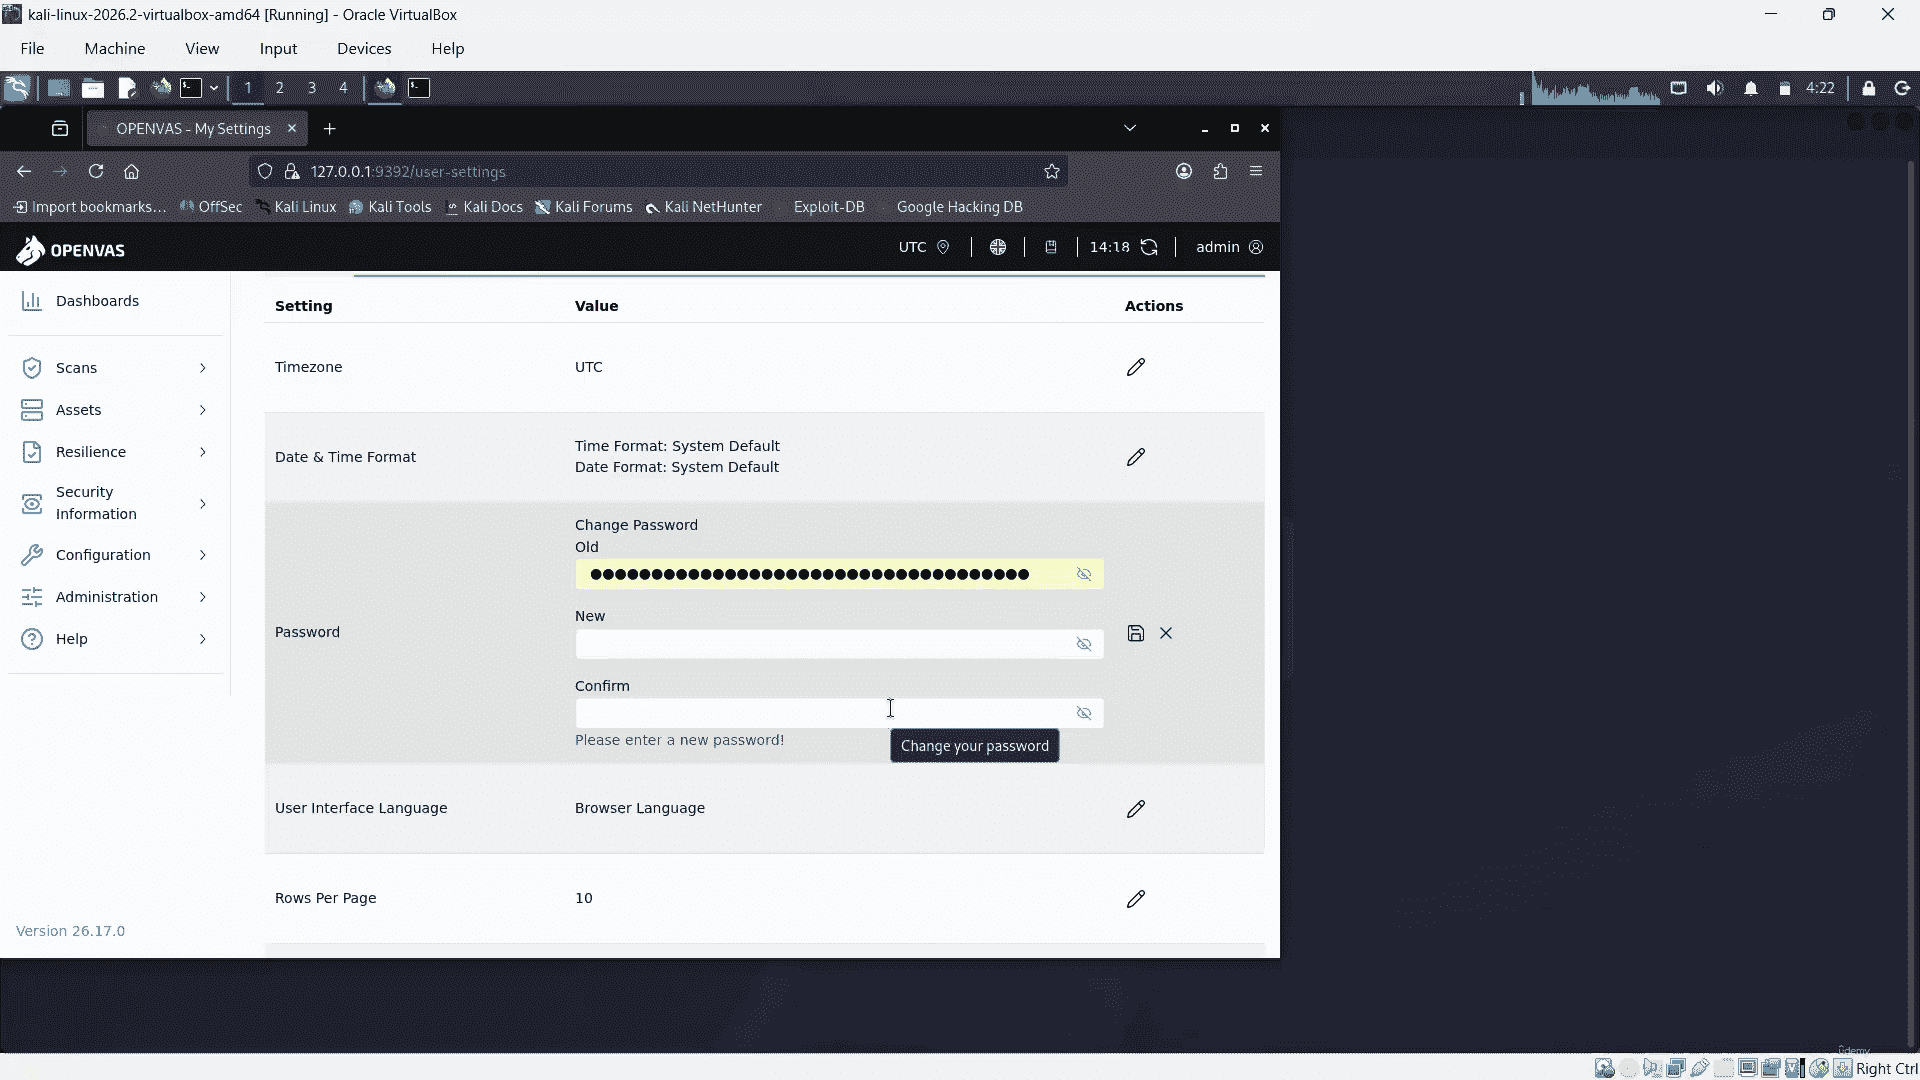 kali-linux-2026.2-virtualbox-amd64 [Running] - Oracle VirtualBox
File Machine View Input Devices Help
1 2 3 4 4:22
OPENVAS - My Settings
127.0.0.1:9392/user-settings
Import bookmarks... OffSec Kali Linux Kali Tools Kali Docs Kali Forums Kali NetHunter Exploit-DB Google Hacking DB
OPENVAS UTC 14:18 admin
Dashboards
Scans
Assets
Resilience
Security
Information
Configuration
Administration
Help
Version 26.17.0
Setting Value Actions
Timezone UTC
Date & Time Format
Time Format: System Default
Date Format: System Default
Password
Change Password
Old
New
Confirm
Please enter a new password!
Change your password
User Interface Language Browser Language
Rows Per Page 10
Udemy
Right Ctrl